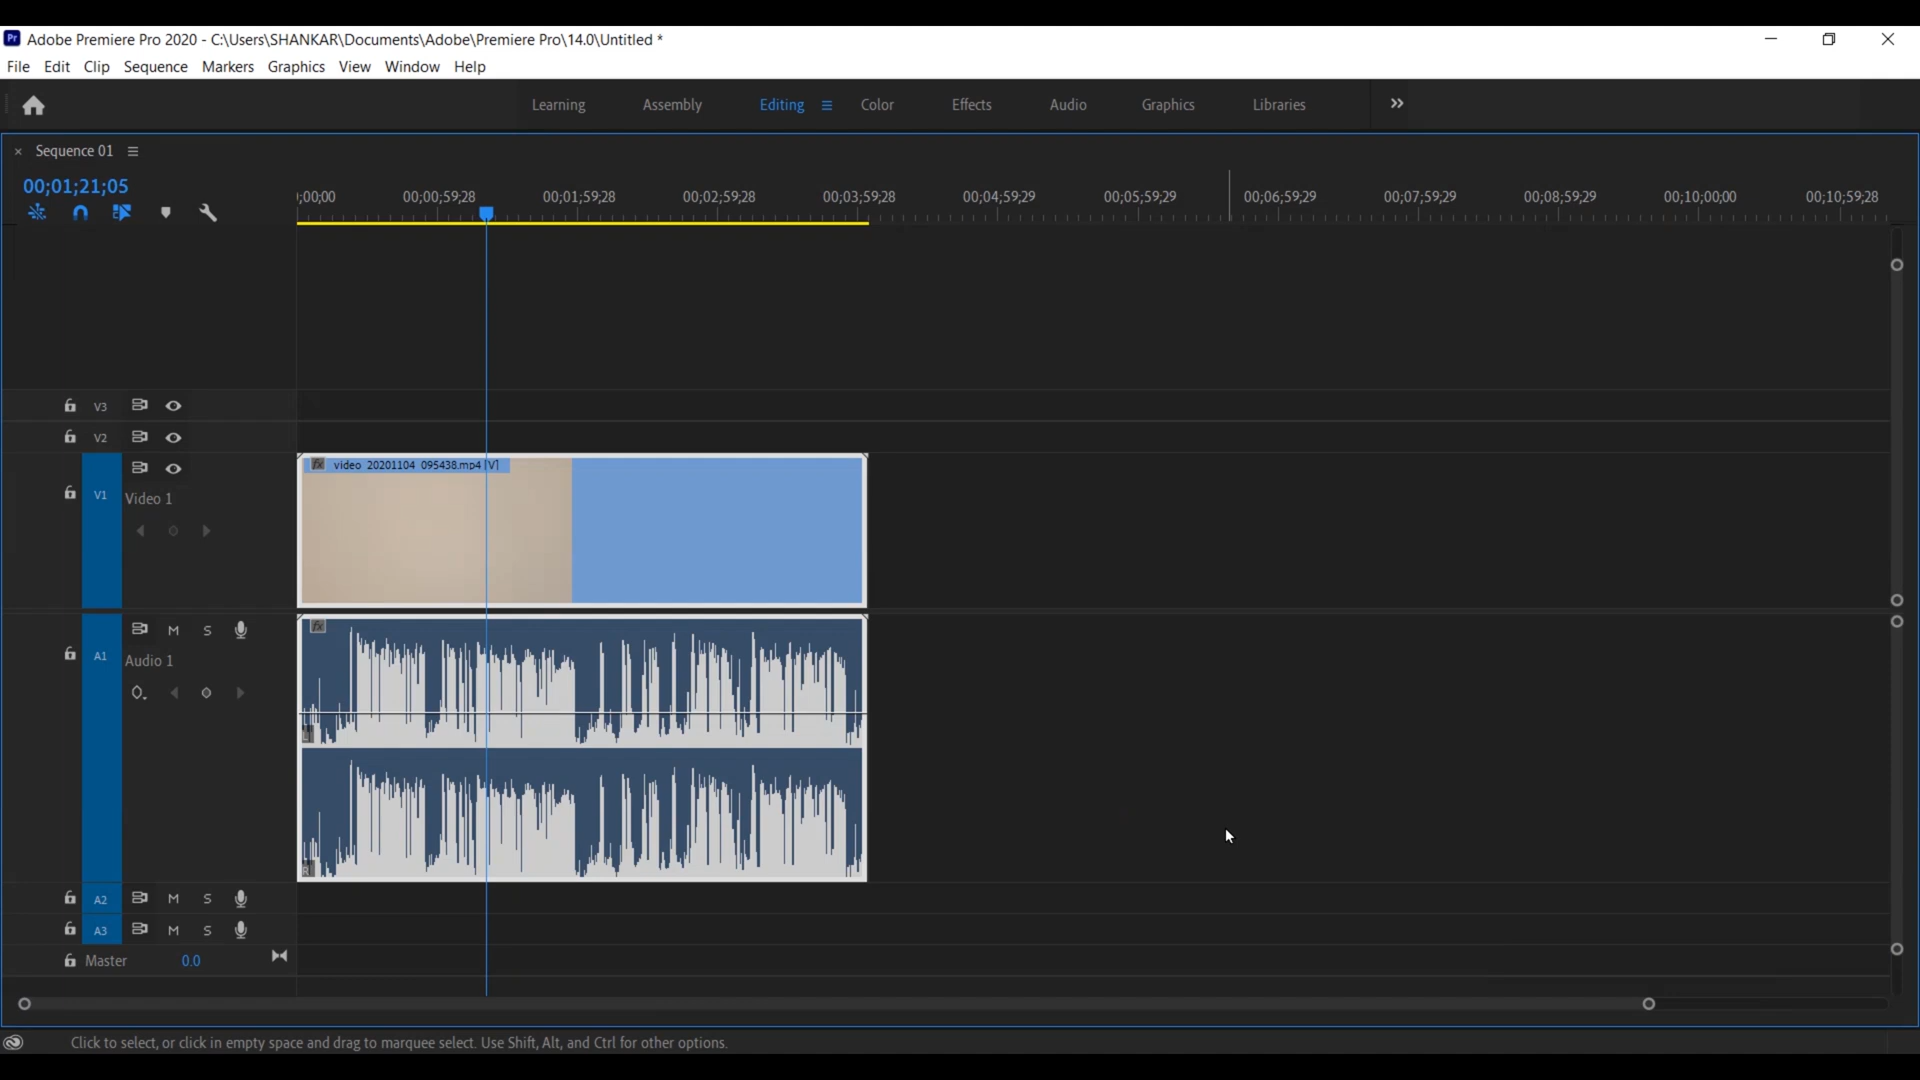 Pr Adobe Premiere Pro 2020 - C:\Users\SHANKAR\Documents\Adobe\Premiere Pro\14.0\Untitled *
File Edit Clip Sequence Markers Graphics View Window Help
Learning Assembly Editing Color Effects Audio Graphics Libraries
Sequence 01
00;01;21;05
;00;00 00;00;59;28 00;01;59;28 00;02;59;28 00;03;59;28 00;04;59;29 00;05;59;29 00;06;59;29 00;07;59;29 00;08;59;29 00;10;00;00 00;10;59;28
V3
V2
fx video_20201104_095438.mp4 [V]
V1 Video 1
fx
M S
A1 Audio 1
L
R
A2 M S
A3 M S
Master 0.0
Click to select, or click in empty space and drag to marquee select. Use Shift, Alt, and Ctrl for other options.